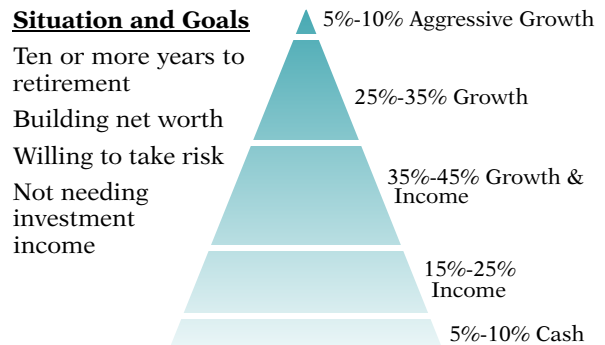 Situation and Goals
Ten or more years to
retirement
Building net worth
Willing to take risk
Not needing
investment
income
5%-10% Aggressive Growth
25%-35% Growth
35%-45% Growth &
Income
15%-25%
Income
5%-10% Cash